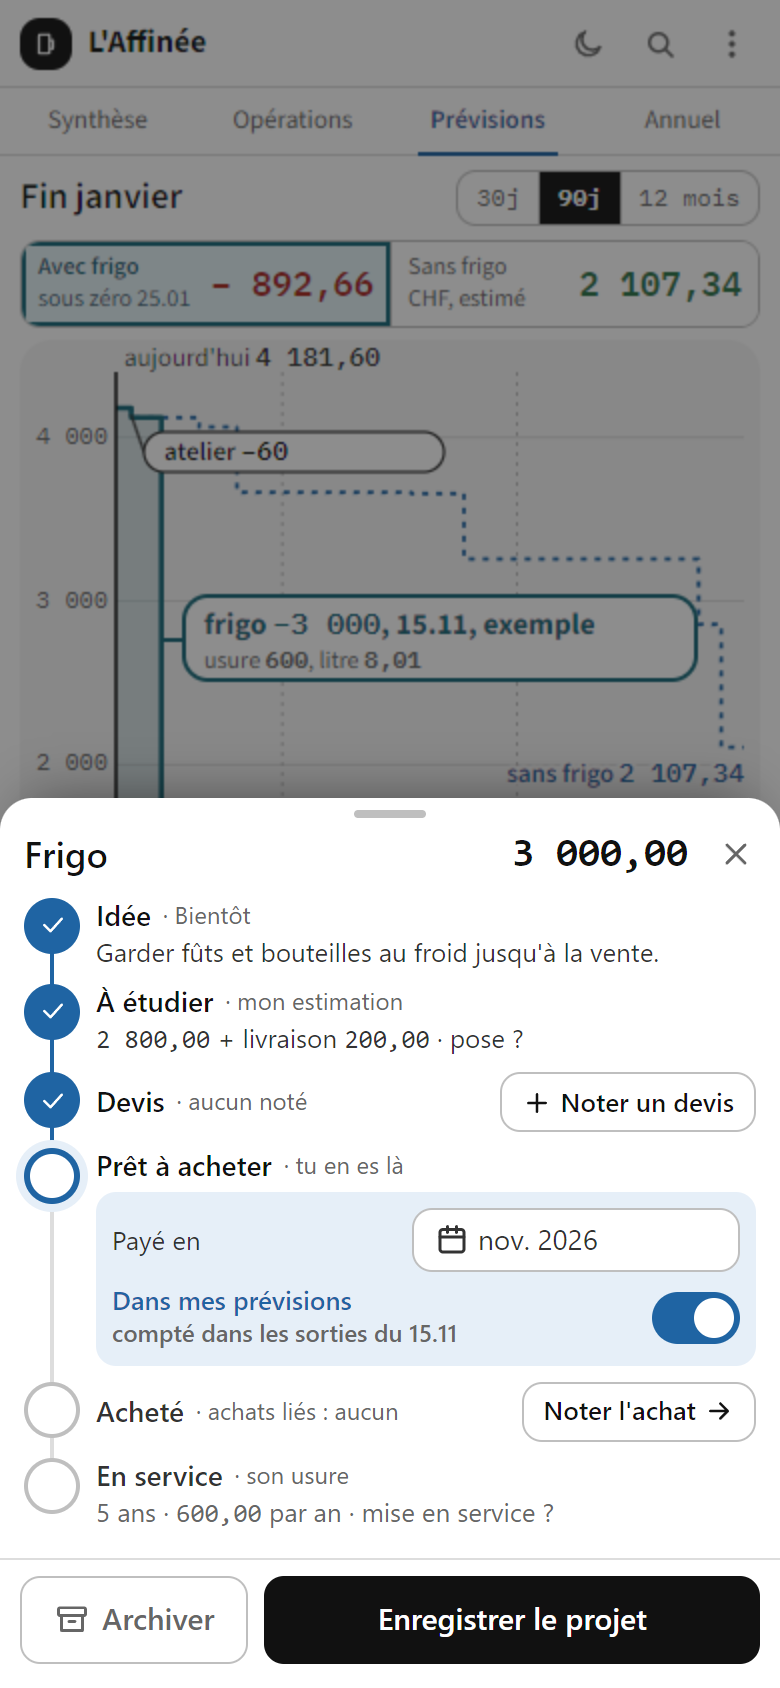 L'Affinée
Synthèse Opérations Prévisions Annuel
Fin janvier 30j 90j 12 mois
Avec frigo
sous zéro 25.01 − 892,66
Sans frigo
CHF, estimé 2 107,34
aujourd'hui 4 181,60
4 000
atelier −60
3 000
frigo −3 000, 15.11, exemple
usure 600, litre 8,01
2 000
sans frigo 2 107,34
Frigo 3 000,00
Idée · Bientôt
Garder fûts et bouteilles au froid jusqu'à la vente.
À étudier · mon estimation
2 800,00 + livraison 200,00 · pose ?
Devis · aucun noté + Noter un devis
Prêt à acheter · tu en es là
Payé en nov. 2026
Dans mes prévisions
compté dans les sorties du 15.11
Acheté · achats liés : aucun Noter l'achat →
En service · son usure
5 ans · 600,00 par an · mise en service ?
Archiver Enregistrer le projet